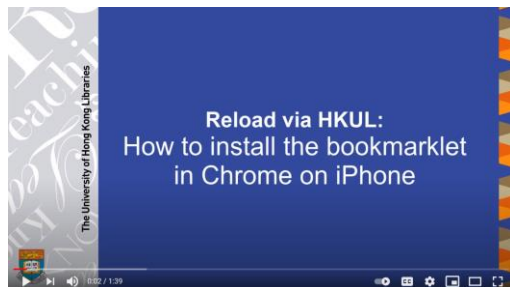 Reload via HKUL:
How to install the bookmarklet
in Chrome on iPhone
The University of Hong Kong Libraries
0:02 / 1:39
CC